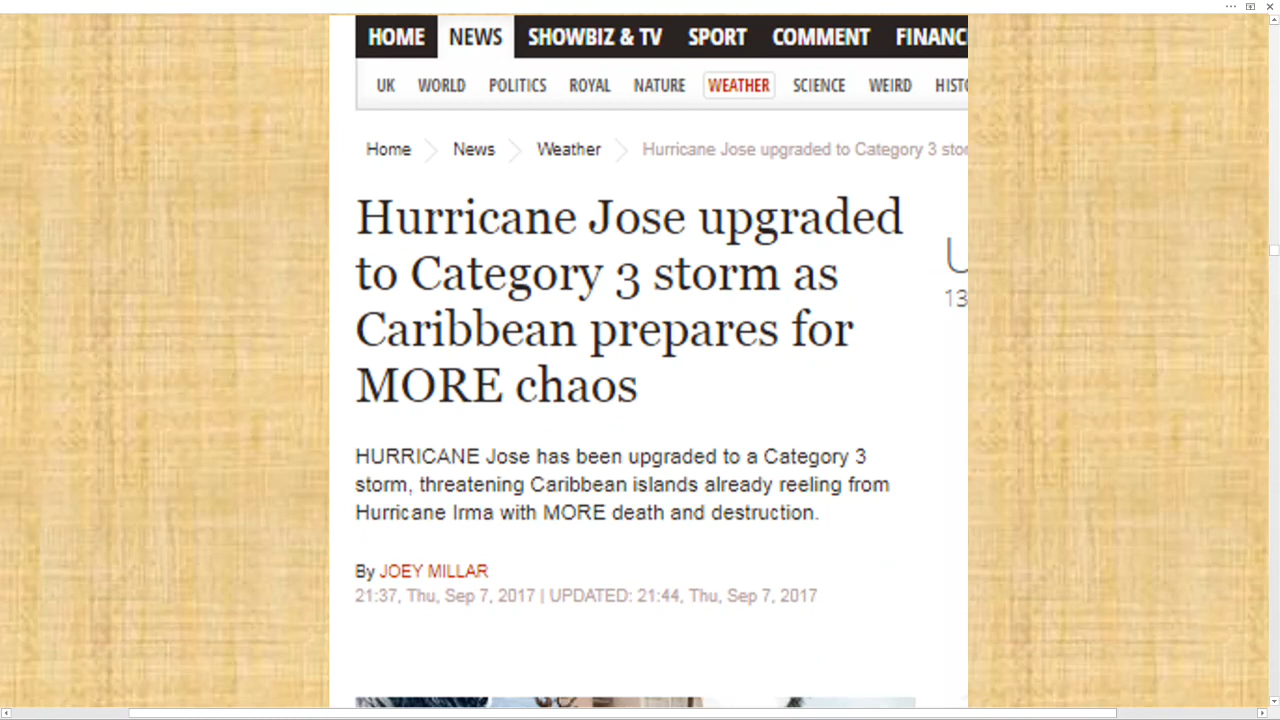 HOME NEWS SHOWBIZ & TV SPORT COMMENT
UK WORLD POLITICS ROYAL NATURE WEATHER SCIENCE WEIRD
Home News Weather Hurricane Jose upgraded to Category 3
Hurricane Jose upgraded
to Category 3 storm as
Caribbean prepares for
MORE chaos
HURRICANE Jose has been upgraded to a Category 3
storm, threatening Caribbean islands already reeling from
Hurricane Irma with MORE death and destruction.
By JOEY MILLAR
21:37, Thu, Sep 7, 2017 | UPDATED: 21:44, Thu, Sep 7, 2017
13